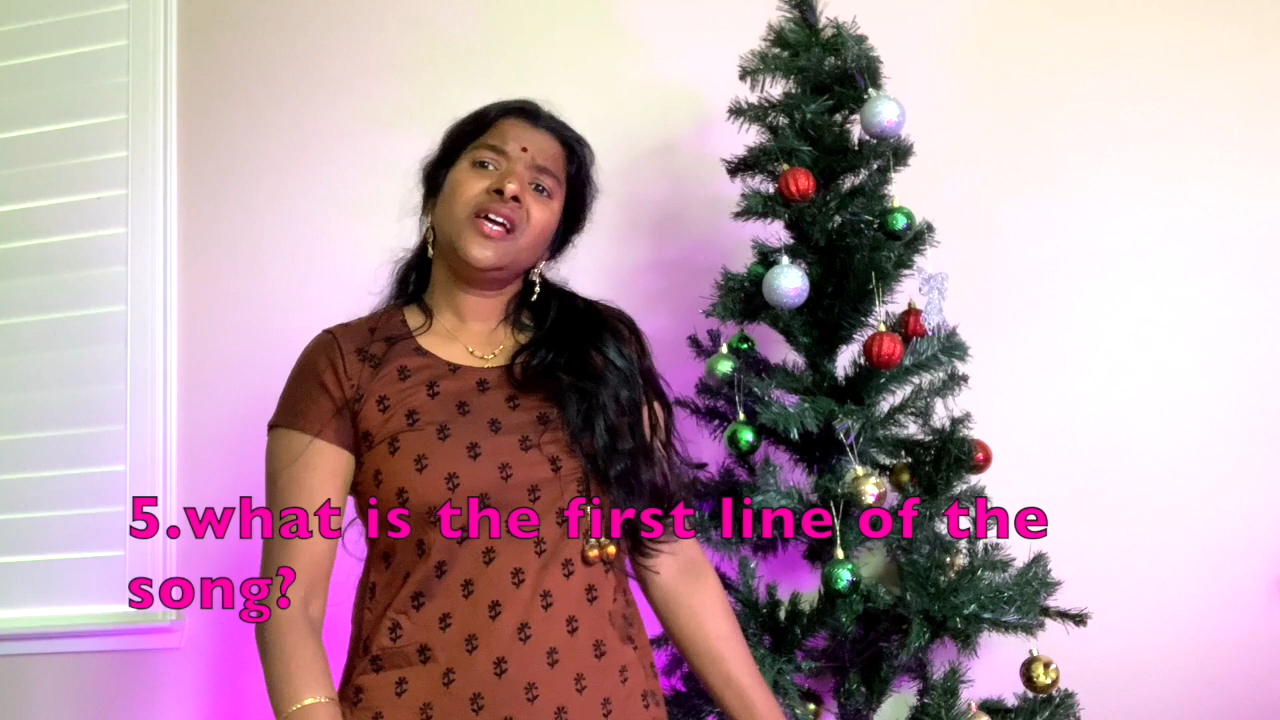 5.what is the first line of the
song?